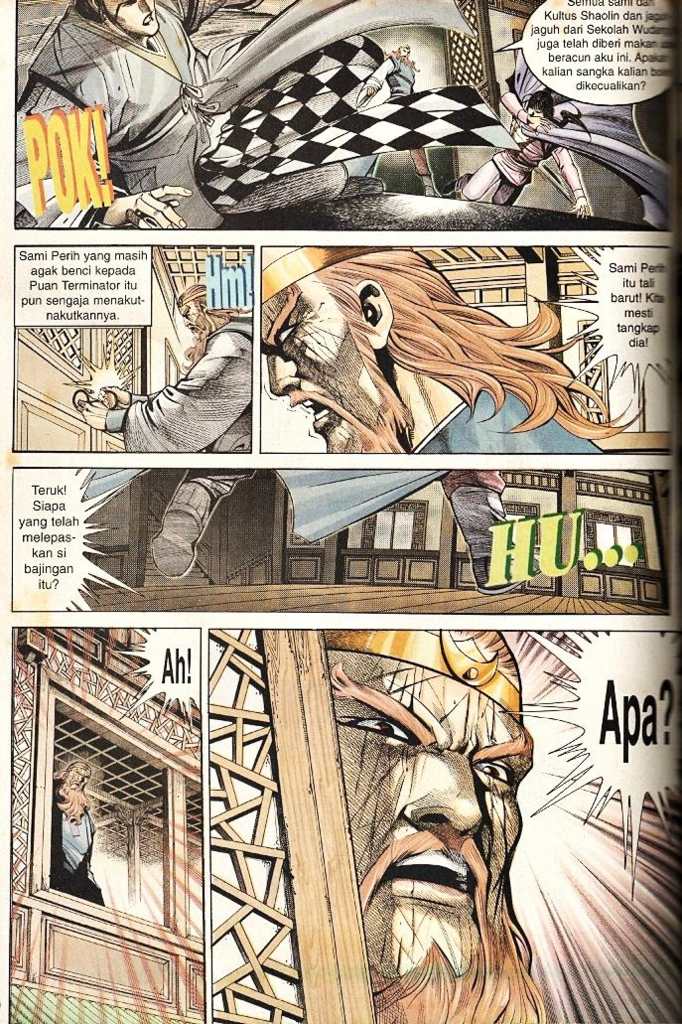 Semua sami dari
Kultus Shaolin dan jaguh-
jaguh dari Sekolah Wudang
juga telah diberi makan
beracun aku ini. Apakah
kalian sangka kalian boleh
dikecualikan?
POK!
Sami Perih yang masih
agak benci kepada
Puan Terminator itu
pun sengaja menakut-
nakutkannya.
Hm!
Sami Perih
itu tali
barut! Kita
mesti
tangkap
dia!
Teruk!
Siapa
yang telah
melepas-
kan si
bajingan
itu?
HU...
Ah!
Apa?